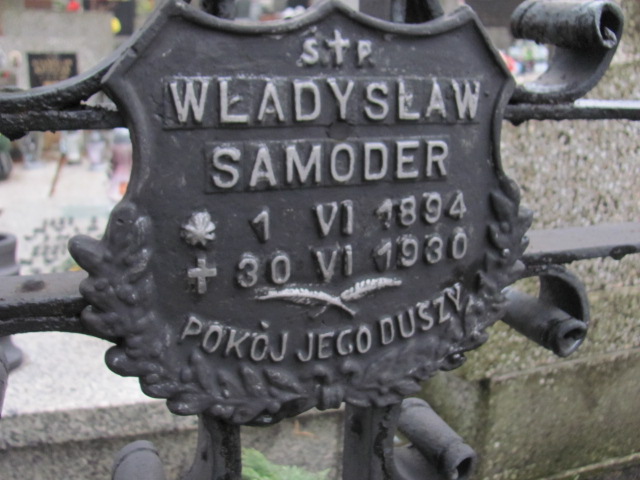 Ś✝P.
WŁADYSŁAW
SAMODER
* 1 VI 1894
✝ 30 VI 1930
POKÓJ JEGO DUSZY